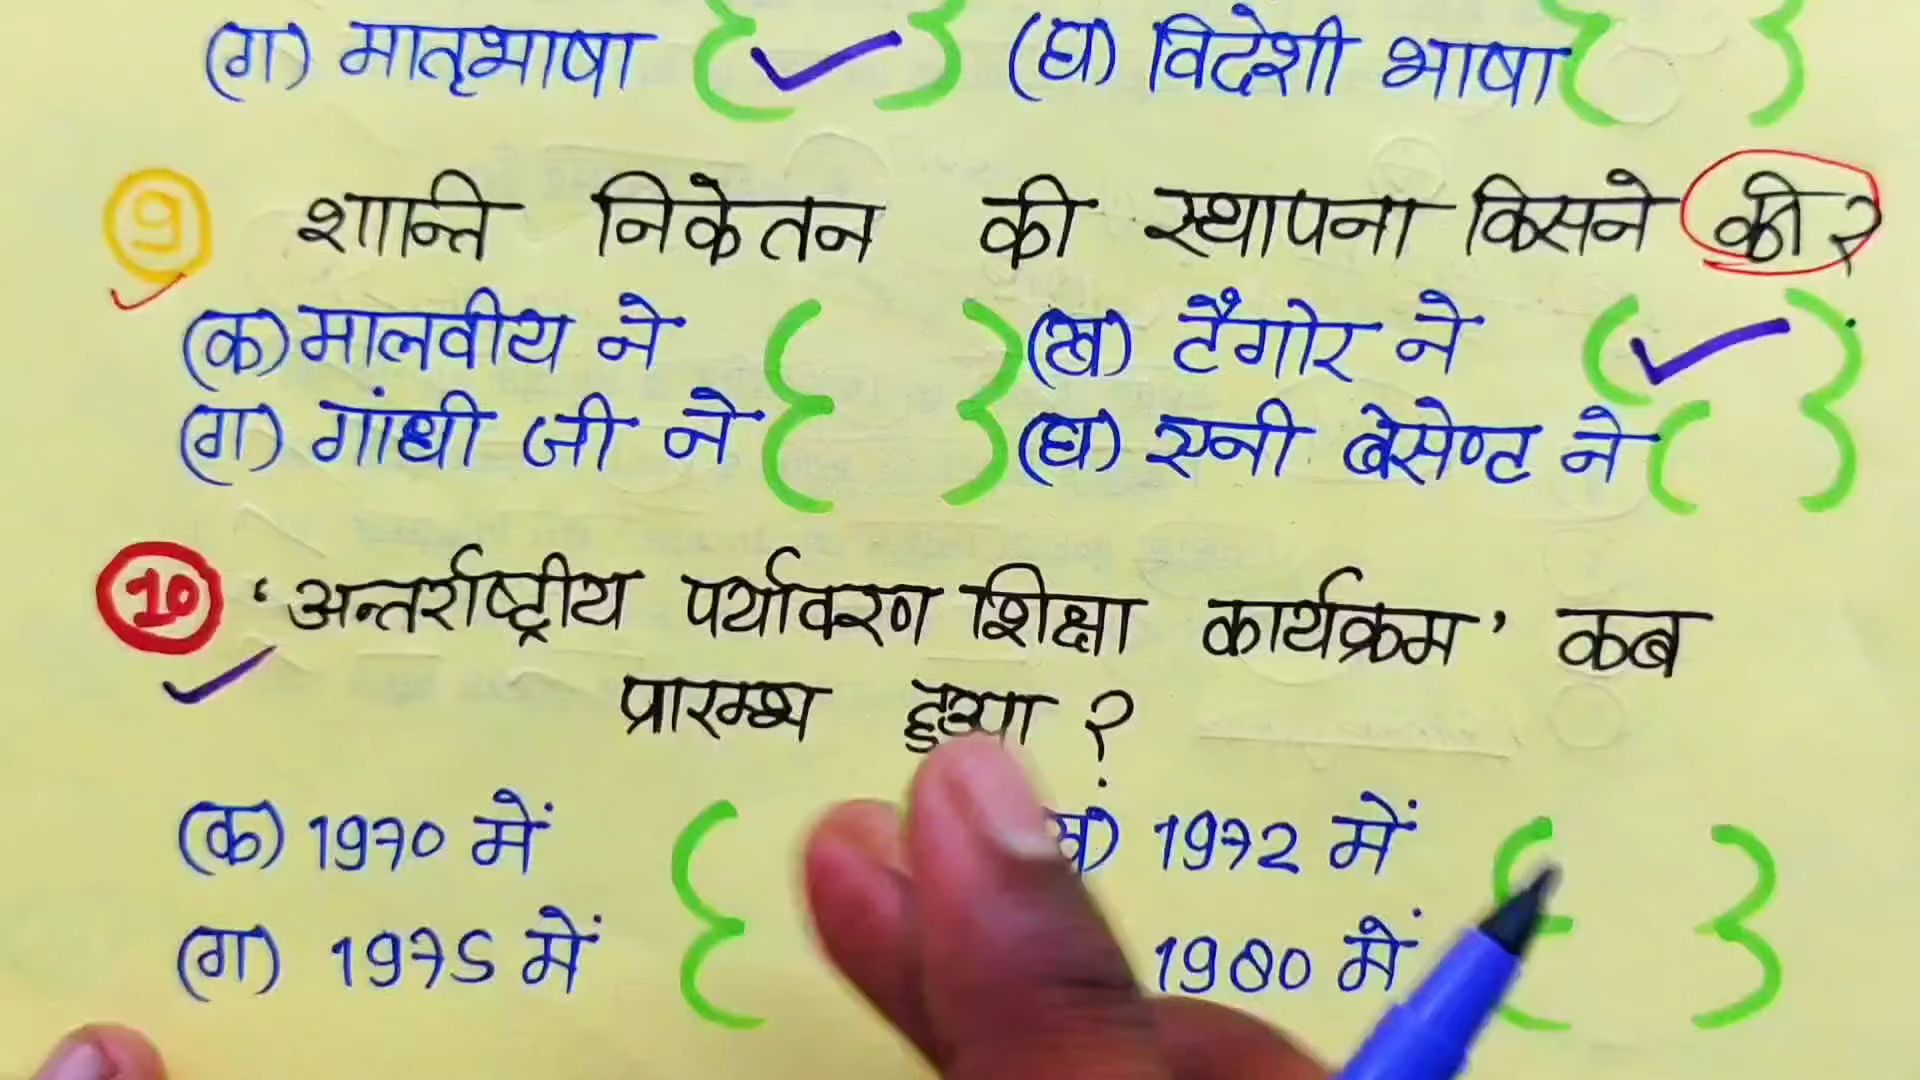 (ग) मातृभाषा (घ) विदेशी भाषा
9 शान्ति निकेतन की स्थापना किसने की?
(क) मालवीय ने (ख) टैगोर ने
(ग) गांधी जी ने (घ) एनी बेसेण्ट ने
10 ‘अन्तर्राष्ट्रीय पर्यावरण शिक्षा कार्यक्रम’ कब
प्रारम्भ हुआ?
(क) 1970 में (ख) 1972 में
(ग) 1975 में 1980 में